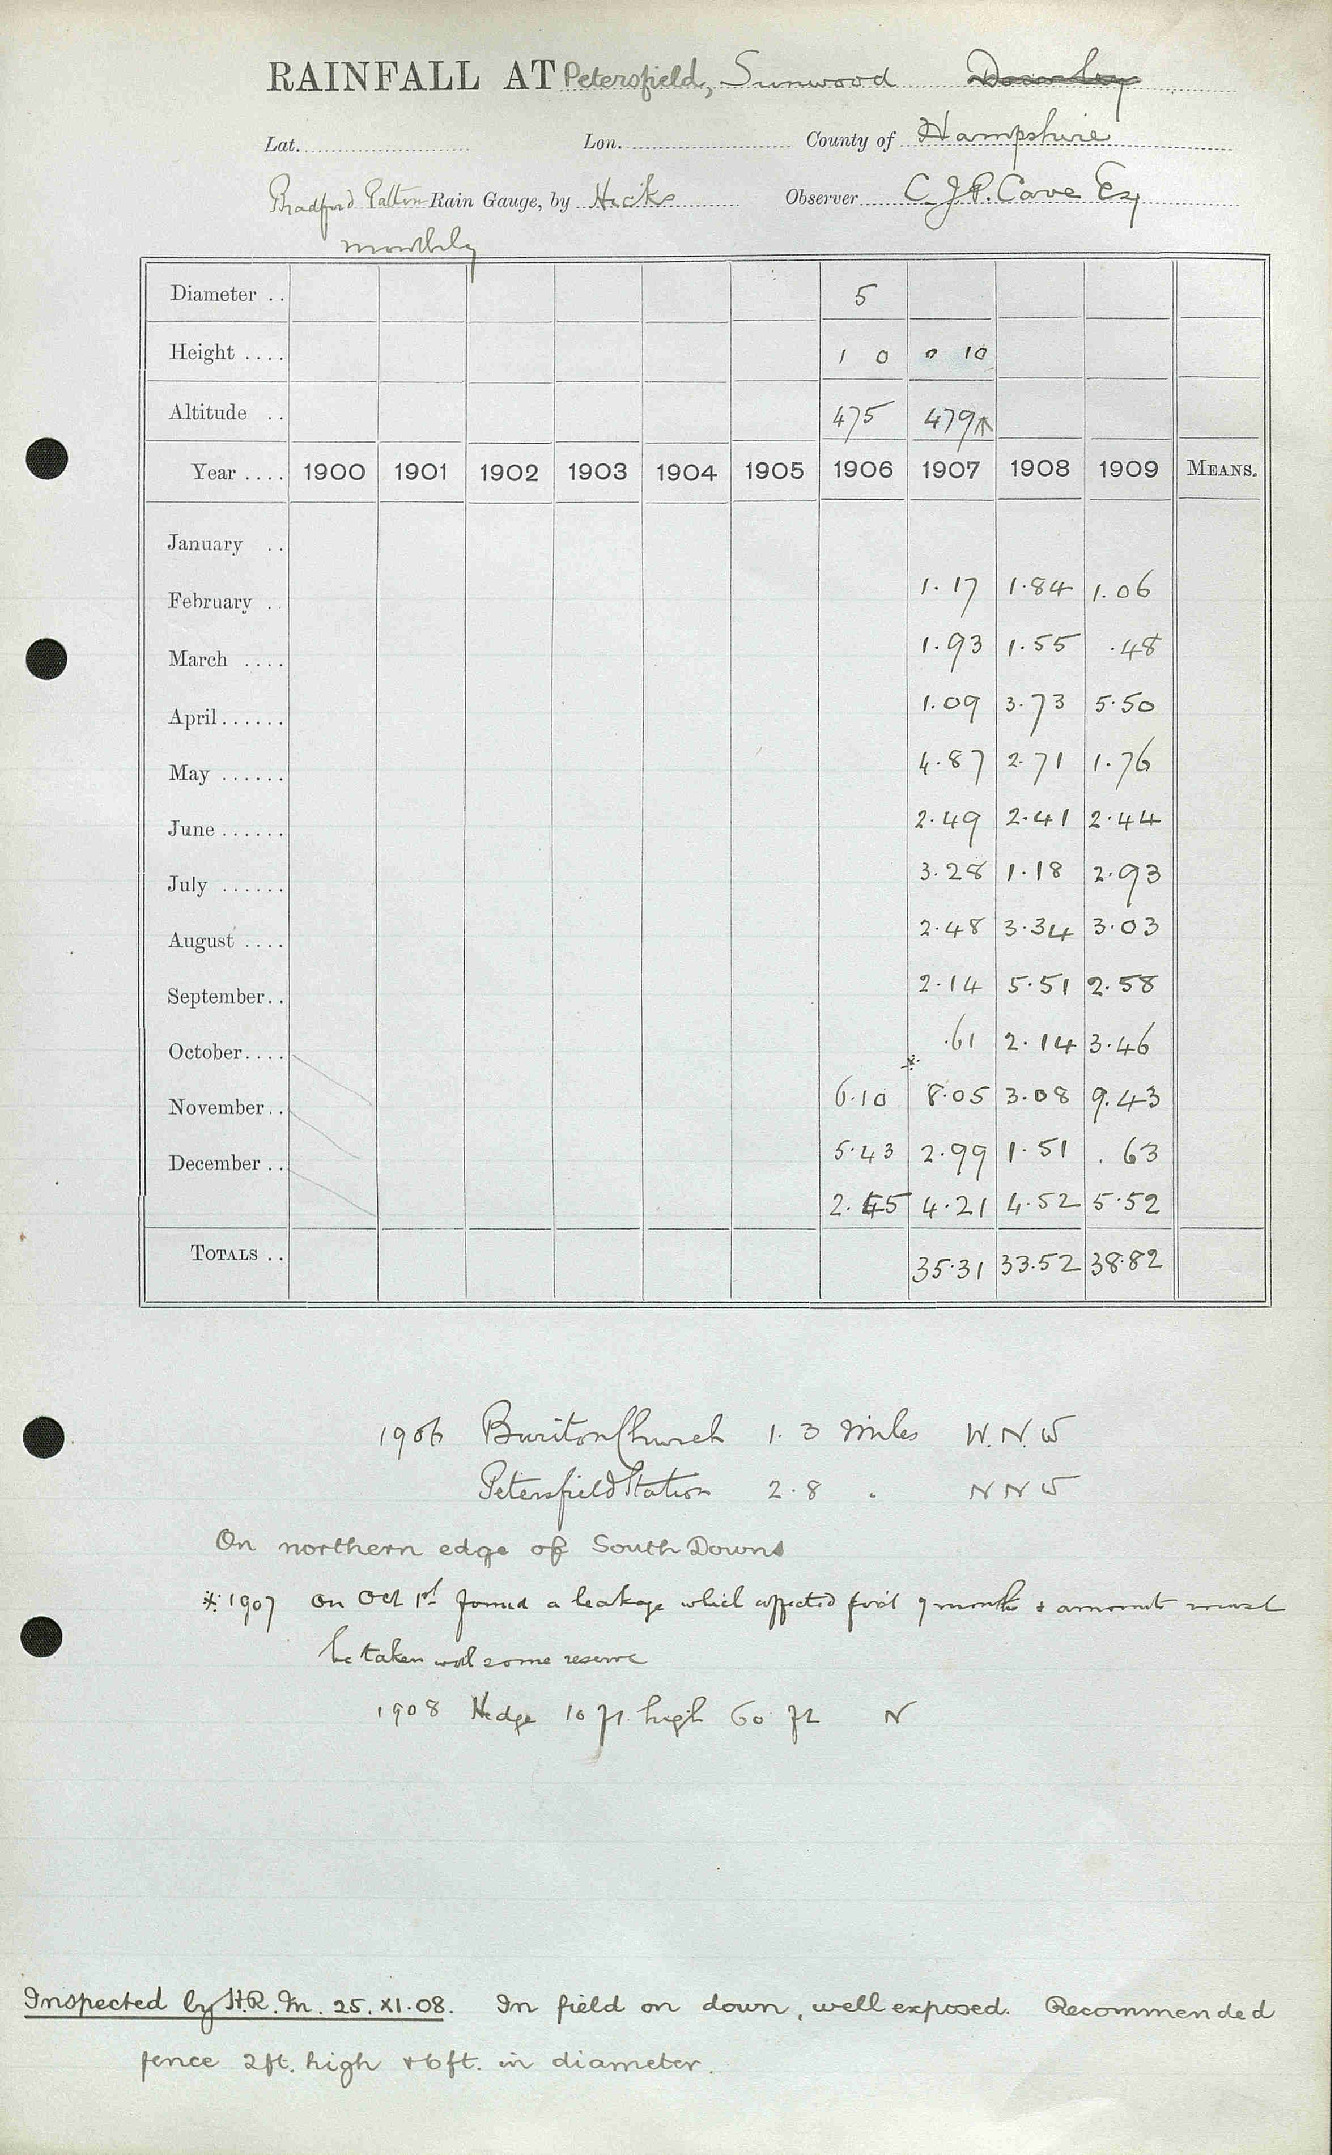 RAINFALL AT Petersfield, Sunwood
Lat. Lon. County of Hampshire
Bradford Pattern Rain Gauge, by Hicks Observer C.J.P. Cave Esq
monthly
Diameter .. 5
Height .... 1 0 0 10
Altitude .. 475 479↑
Year .... 1900 1901 1902 1903 1904 1905 1906 1907 1908 1909 MEANS.
January ..
1.17 1.84 1.06
February .
1.93 1.55 .48
March ....
1.09 3.73 5.50
April ......
4.87 2.71 1.76
May ......
2.49 2.41 2.44
June ......
3.28 1.18 2.93
July ......
2.48 3.34 3.03
August ....
2.14 5.51 2.58
September..
.61 2.14 3.46
October....
6.10 * 8.05 3.08 9.43
November..
5.43 2.99 1.51 .63
December ..
2.45 4.21 4.52 5.52
TOTALS .. 35.31 33.52 38.82
1906 Buriton Church 1.3 miles W.N.W
Petersfield Station 2.8 " NNW
On northern edge of South Downs
* 1907 On Oct 1st found a leakage which affected first 9 months & amounts must
be taken with some reserve
1908 Hedge 10 ft. high 60 ft N
Inspected by H.R.M. 25.XI.08. In field on down, well exposed. Recommended
fence 2ft. high & 6ft. in diameter.